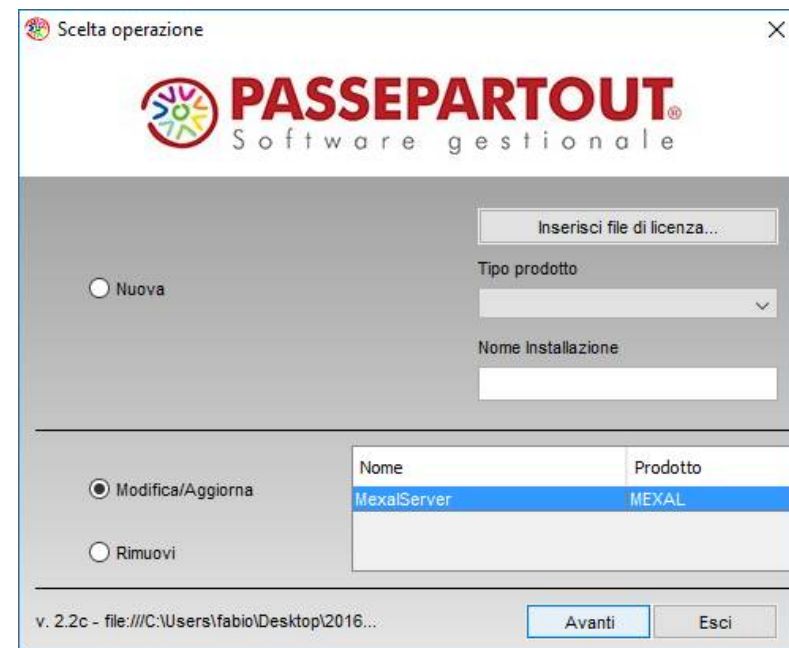 Scelta operazione
PASSEPARTOUT®
Software gestionale
Inserisci file di licenza...
Tipo prodotto
Nuova
Nome Installazione
Nome Prodotto
Modifica/Aggiorna
MexalServer MEXAL
Rimuovi
v. 2.2c - file:///C:\Users\fabio\Desktop\2016... Avanti Esci